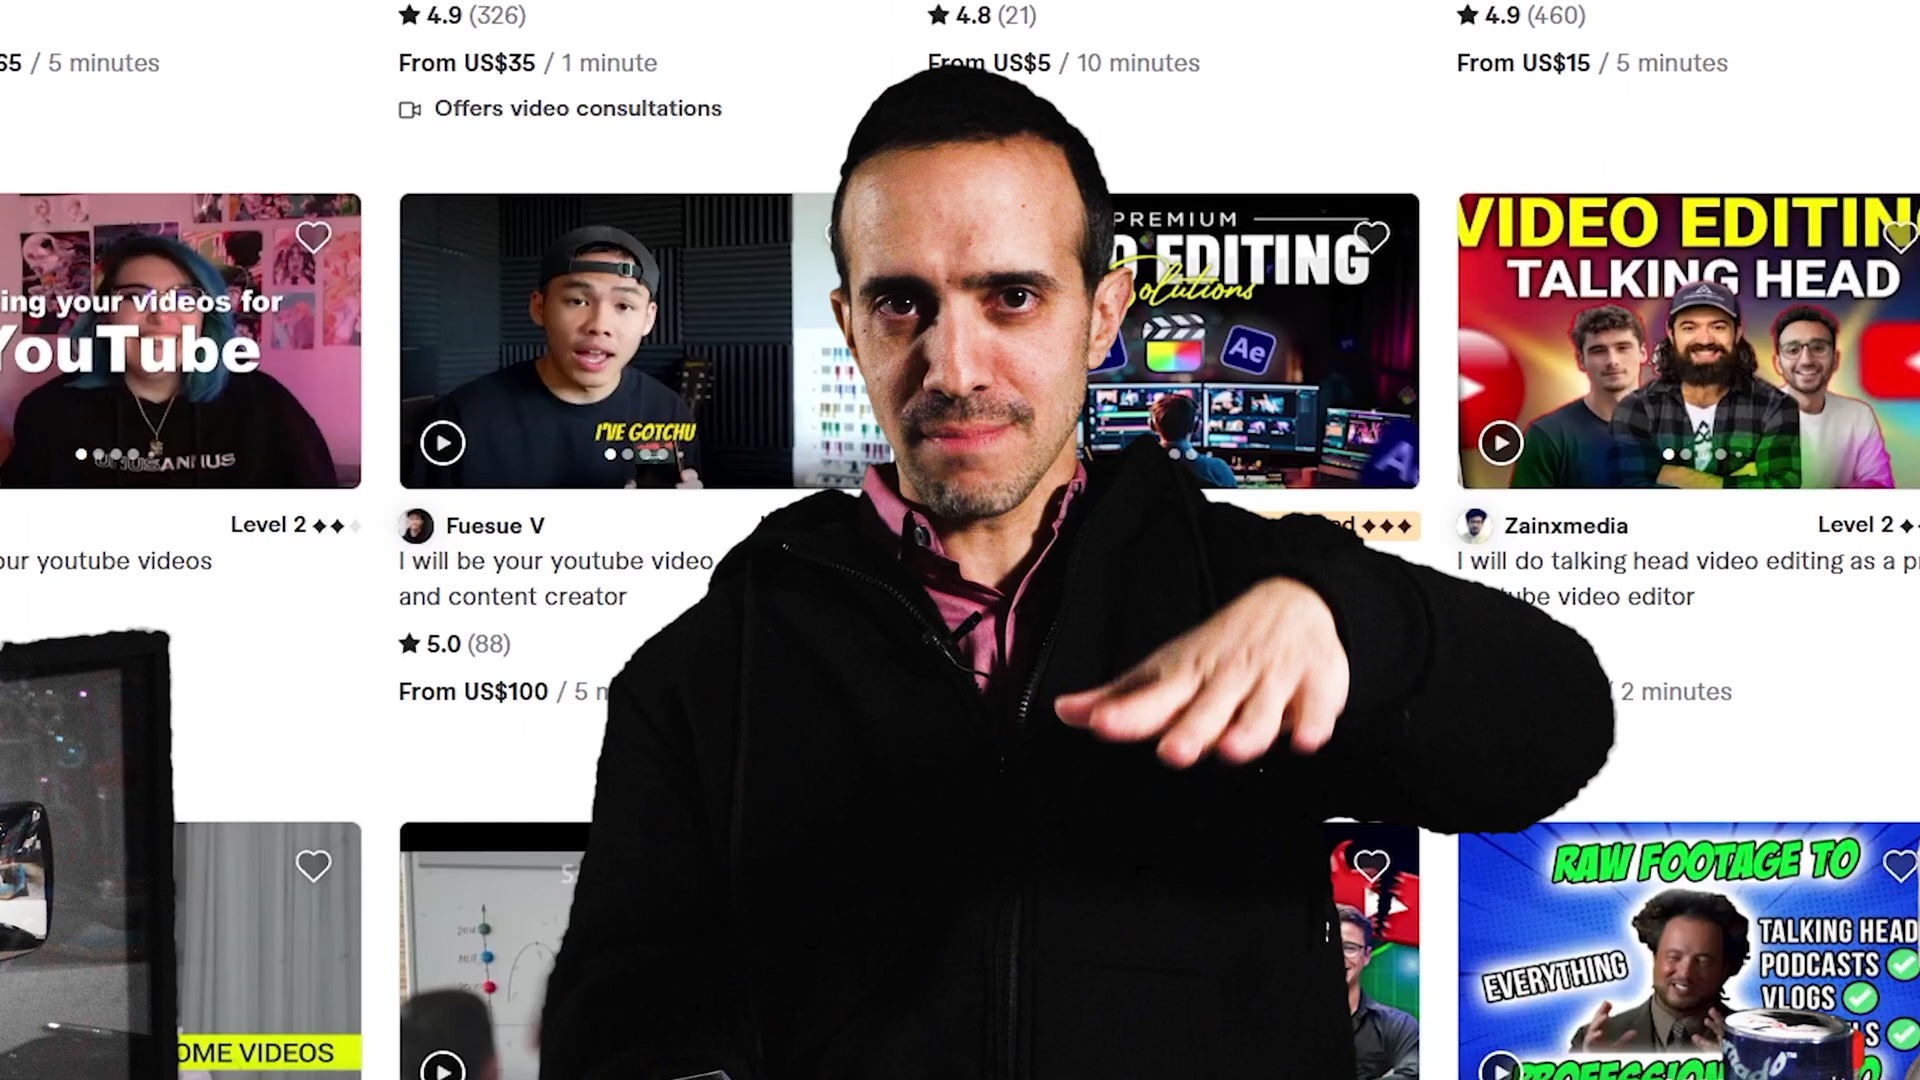 4.9 (326)
4.8 (21)
4.9 (460)
/ 5 minutes
From US$35 / 1 minute
From US$5 / 10 minutes
From US$15 / 5 minutes
Offers video consultations
ing your videos for
YouTube
I'VE GOTCHU
PREMIUM
EDITING
Solutions
Ae
VIDEO EDITING
TALKING HEAD
Level 2
our youtube videos
Fuesue V
I will be your youtube video
and content creator
5.0 (88)
From US$100 / 5 m
Zainxmedia
Level 2
I will do talking head video editing as a p
video editor
/ 2 minutes
OME VIDEOS
RAW FOOTAGE TO
EVERYTHING
TALKING HEAD
PODCASTS
VLOGS